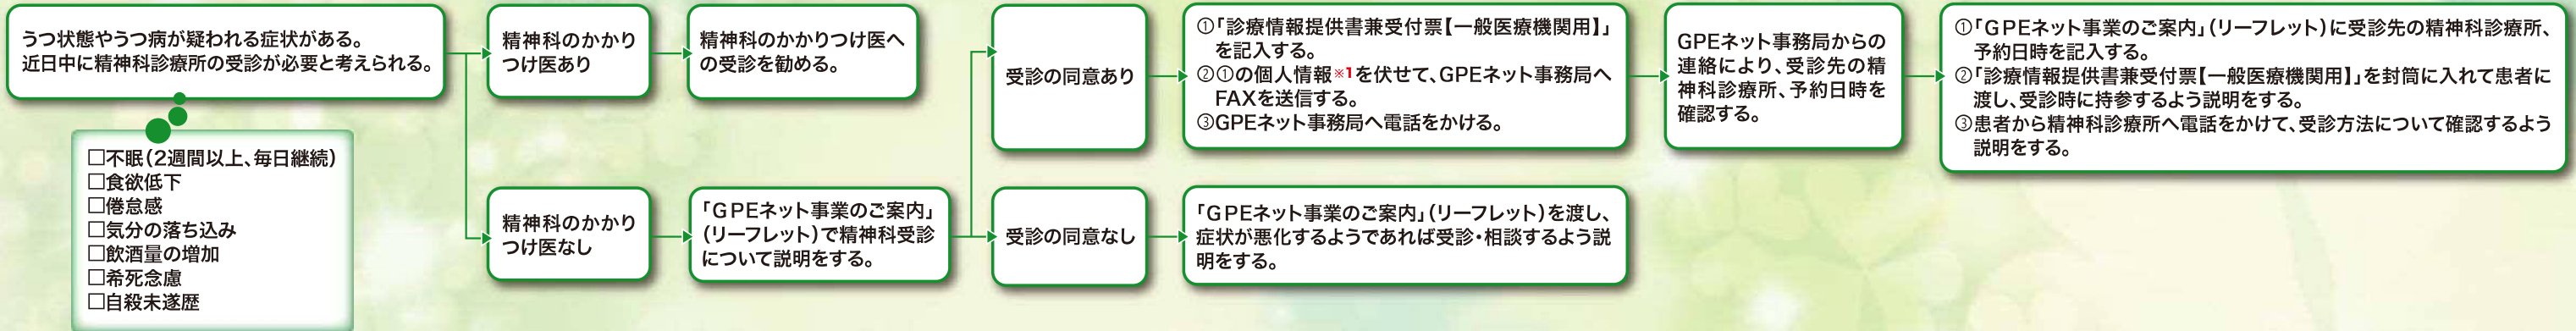 うつ状態やうつ病が疑われる症状がある。
近日中に精神科診療所の受診が必要と考えられる。
□不眠（2週間以上、毎日継続）
□食欲低下
□倦怠感
□気分の落ち込み
□飲酒量の増加
□希死念慮
□自殺未遂歴
精神科のかかり
つけ医あり
精神科のかかりつけ医へ
の受診を勧める。
精神科のかかり
つけ医なし
「GPEネット事業のご案内」
（リーフレット）で精神科受診
について説明をする。
受診の同意あり
①「診療情報提供書兼受付票【一般医療機関用】」
を記入する。
②①の個人情報※1を伏せて、GPEネット事務局へ
FAXを送信する。
③GPEネット事務局へ電話をかける。
GPEネット事務局からの
連絡により、受診先の精
神科診療所、予約日時を
確認する。
①「GPEネット事業のご案内」（リーフレット）に受診先の精神科診療所、
予約日時を記入する。
②「診療情報提供書兼受付票【一般医療機関用】」を封筒に入れて患者に
渡し、受診時に持参するよう説明をする。
③患者から精神科診療所へ電話をかけて、受診方法について確認するよう
説明をする。
受診の同意なし
「GPEネット事業のご案内」（リーフレット）を渡し、
症状が悪化するようであれば受診・相談するよう説
明をする。